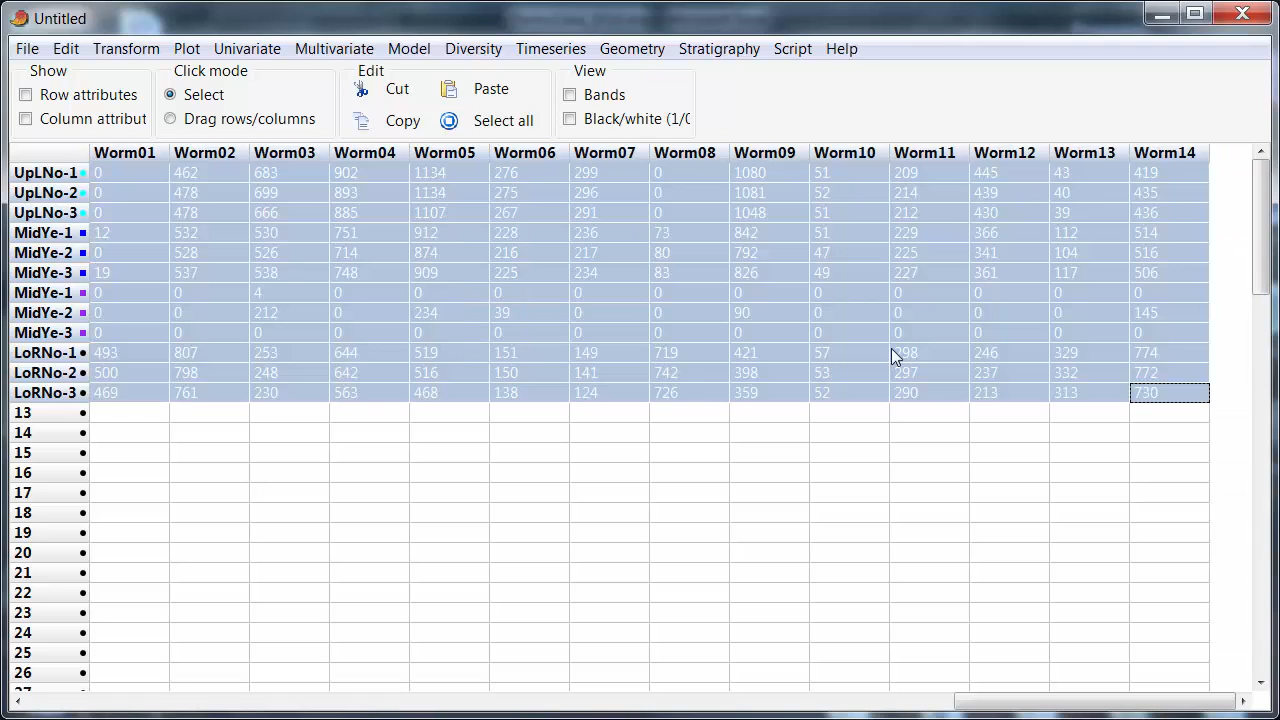 Untitled
File Edit Transform Plot Univariate Multivariate Model Diversity Timeseries Geometry Stratigraphy Script Help
Show Click mode Edit View
Row attributes Select Cut Paste Bands
Column attribut Drag rows/columns Copy Select all Black/white (1/0
Worm01 Worm02 Worm03 Worm04 Worm05 Worm06 Worm07 Worm08 Worm09 Worm10 Worm11 Worm12 Worm13 Worm14
UpLNo-1 0 462 683 902 1134 276 299 0 1080 51 209 445 43 419
UpLNo-2 0 478 699 893 1134 275 296 0 1081 52 214 439 40 435
UpLNo-3 0 478 666 885 1107 267 291 0 1048 51 212 430 39 436
MidYe-1 12 532 530 751 912 228 236 73 842 51 229 366 112 514
MidYe-2 0 528 526 714 874 216 217 80 792 47 225 341 104 516
MidYe-3 19 537 538 748 909 225 234 83 826 49 227 361 117 506
MidYe-1 0 0 4 0 0 0 0 0 0 0 0 0 0 0
MidYe-2 0 0 212 0 234 39 0 0 90 0 0 0 0 145
MidYe-3 0 0 0 0 0 0 0 0 0 0 0 0 0 0
LoRNo-1 493 807 253 644 519 151 149 719 421 57 298 246 329 774
LoRNo-2 500 798 248 642 516 150 141 742 398 53 297 237 332 772
LoRNo-3 469 761 230 563 468 138 124 726 359 52 290 213 313 730
13
14
15
16
17
18
19
20
21
22
23
24
25
26
27